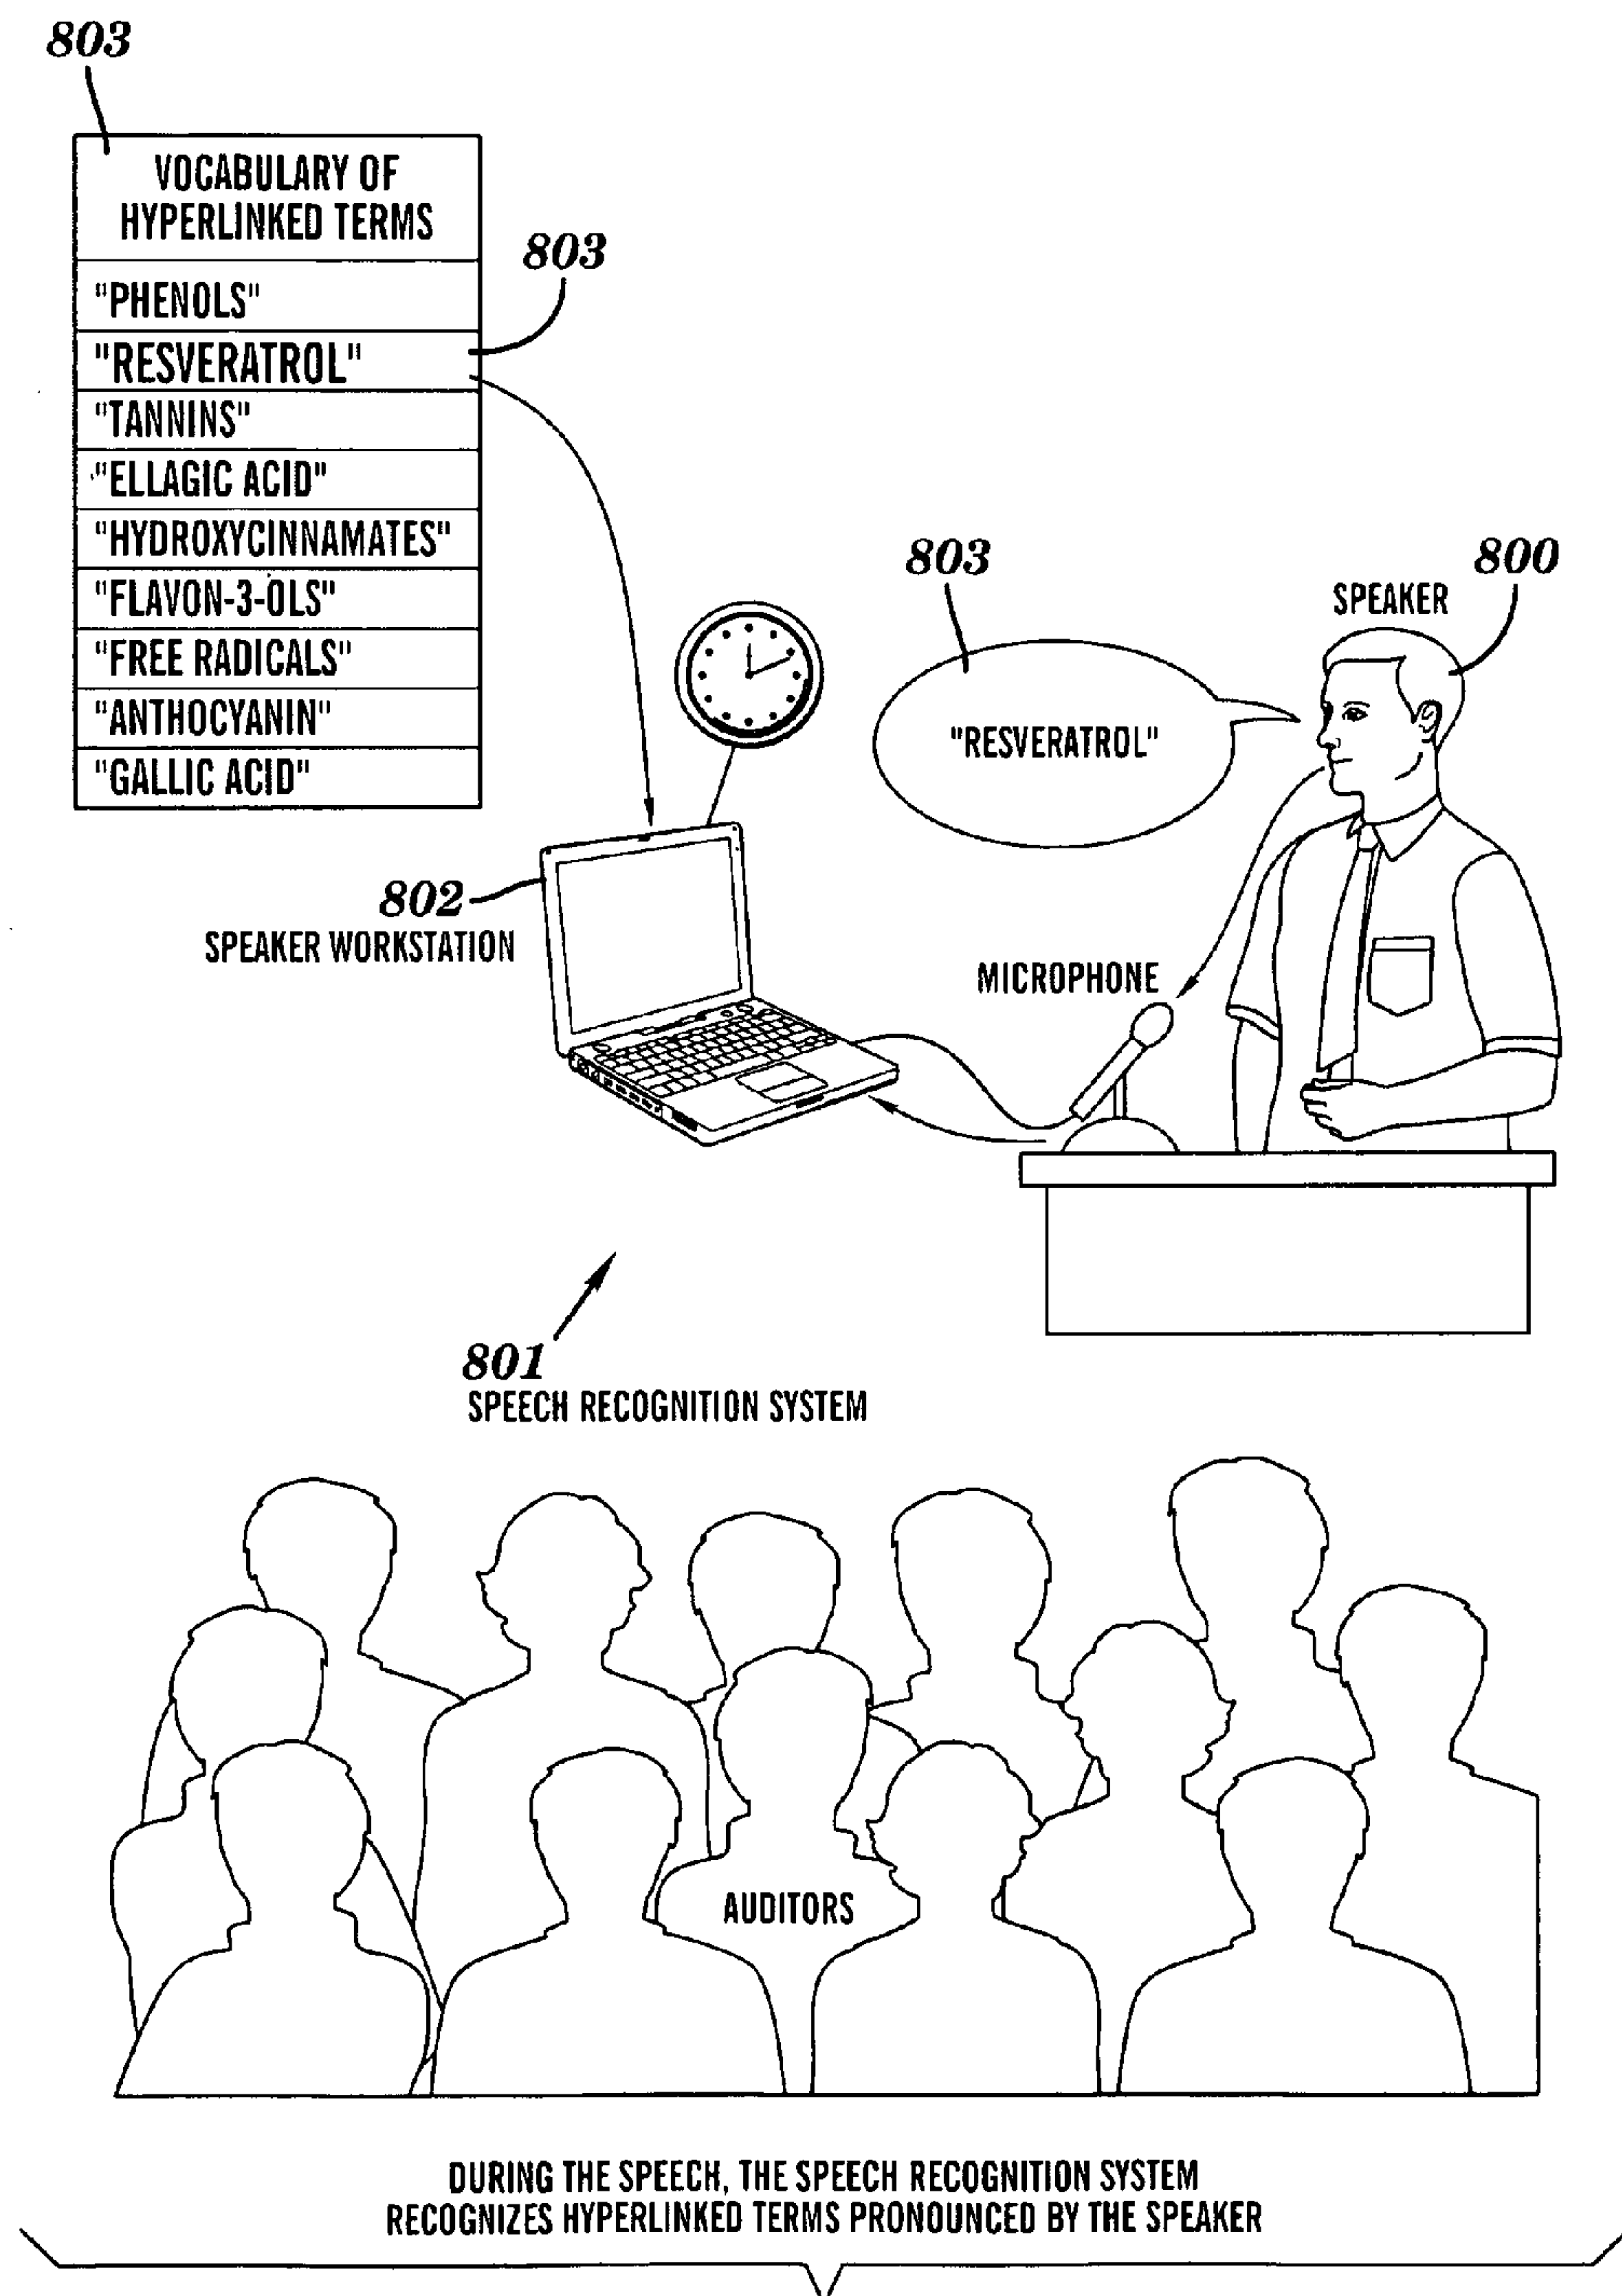 803
VOCABULARY OF
HYPERLINKED TERMS
803
"PHENOLS"
"RESVERATROL"
"TANNINS"
"ELLAGIC ACID"
"HYDROXYCINNAMATES"
"FLAVON-3-OLS"
"FREE RADICALS"
"ANTHOCYANIN"
"GALLIC ACID"
803
800
SPEAKER
"RESVERATROL"
802
SPEAKER WORKSTATION
MICROPHONE
801
SPEECH RECOGNITION SYSTEM
AUDITORS
DURING THE SPEECH, THE SPEECH RECOGNITION SYSTEM
RECOGNIZES HYPERLINKED TERMS PRONOUNCED BY THE SPEAKER